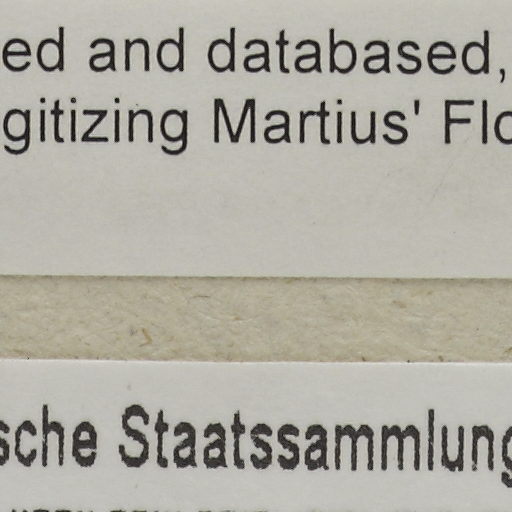 ed and databased,
gitizing Martius' Flo
sche Staatssammlung